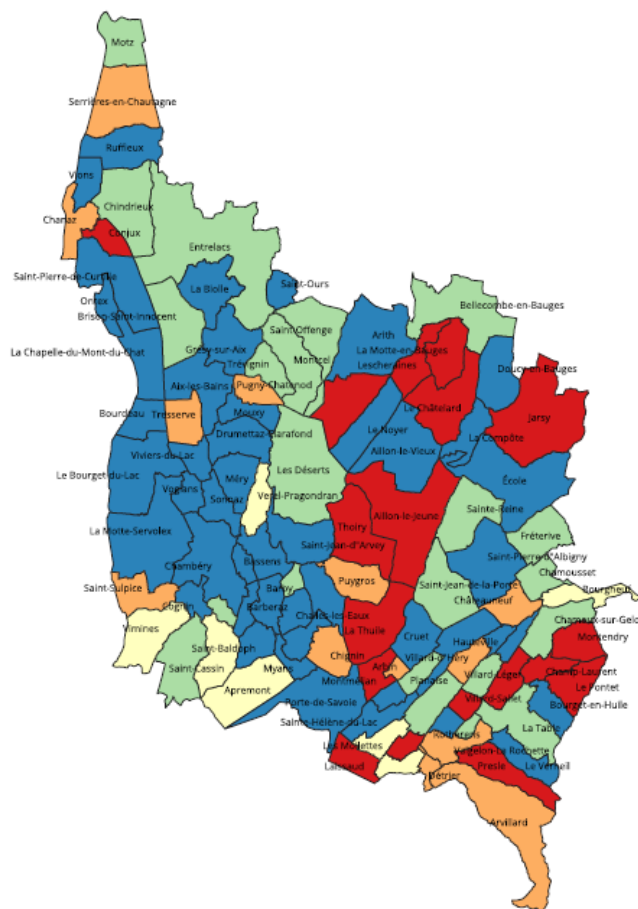 Motz
Serrières-en-Chautagne
Ruffieux
Vions
Chindrieux
Chanaz
Conjux
Entrelacs
Saint-Pierre-de-Curtille
La Biolle
Saint-Ours
Ontex
Bellecombe-en-Bauges
Brison-Saint-Innocent
Saint-Offenge
Arith
La Motte-en-Bauges
La Chapelle-du-Mont-du-Chat
Grésy-sur-Aix
Montcel
Lescheraines
Trévignin
Doucy-en-Bauges
Aix-les-Bains
Pugny-Chatenod
Le Châtelard
Bourdeau
Tresserve
Mouxy
Jarsy
Drumettaz-Clarafond
Le Noyer
La Compôte
Viviers-du-Lac
Aillon-le-Vieux
Le Bourget-du-Lac
Méry
Les Déserts
École
Voglans
Sonnaz
Verel-Pragondran
Sainte-Reine
La Motte-Servolex
Thoiry
Aillon-le-Jeune
Fréterive
Saint-Jean-d"Arvey
Saint-Pierre-d"Albigny
Chambéry
Bassens
Chamousset
Saint-Sulpice
Barby
Puygros
Saint-Jean-de-la-Porte
Bourgneuf
Cognin
Barberaz
Châteauneuf
Challes-les-Eaux
Chamoux-sur-Gelon
Vimines
La Thuile
Cruet
Hauteville
Montendry
Saint-Baldoph
Chignin
Villard-d"Héry
Saint-Cassin
Myans
Arbin
Villard-Léger
Champ-Laurent
Apremont
Montmélian
Planaise
Le Pontet
Porte-de-Savoie
Villard-Sallet
Bourget-en-Huile
Sainte-Hélène-du-Lac
La Table
Rotherens
Les Mollettes
Valgelon-La Rochette
Laissaud
Presle
Le Verneil
Détrier
Arvillard